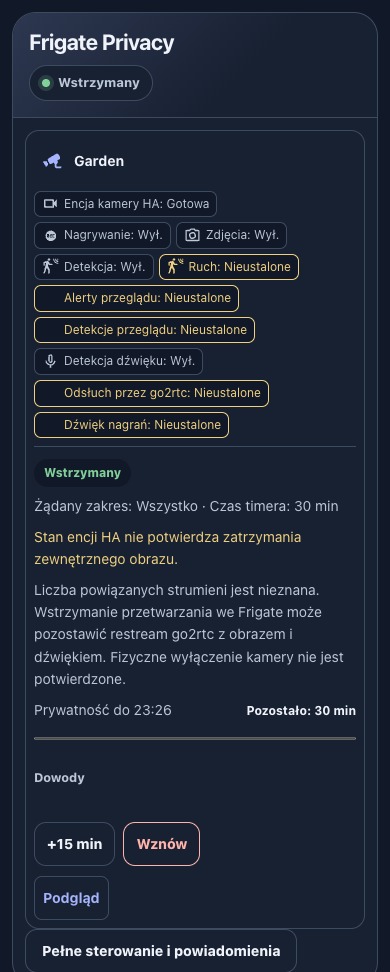 Frigate Privacy
Wstrzymany
Garden
Encja kamery HA: Gotowa
Nagrywanie: Wył.
Zdjęcia: Wył.
Detekcja: Wył.
Ruch: Nieustalone
Alerty przeglądu: Nieustalone
Detekcje przeglądu: Nieustalone
Detekcja dźwięku: Wył.
Odsłuch przez go2rtc: Nieustalone
Dźwięk nagrań: Nieustalone
Wstrzymany
Żądany zakres: Wszystko · Czas timera: 30 min
Stan encji HA nie potwierdza zatrzymania
zewnętrznego obrazu.
Liczba powiązanych strumieni jest nieznana.
Wstrzymanie przetwarzania we Frigate może
pozostawić restream go2rtc z obrazem i
dźwiękiem. Fizyczne wyłączenie kamery nie jest
potwierdzone.
Prywatność do 23:26
Pozostało: 30 min
Dowody
+15 min
Wznów
Podgląd
Pełne sterowanie i powiadomienia